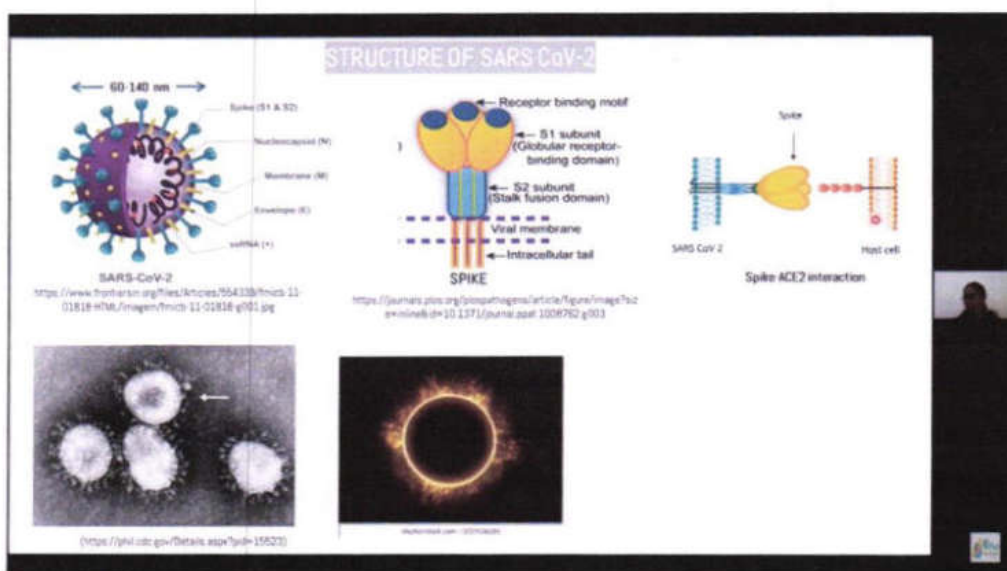 STRUCTURE OF SARS CoV-2
60-140 nm
Spike (S1 & S2)
Nucleocapsid (N)
Membrane (M)
Envelope (E)
ssRNA (+)
SARS-CoV-2
Receptor binding motif
)
S1 subunit
(Globular receptor-
binding domain)
S2 subunit
(Stalk fusion domain)
Viral membrane
Intracellular tail
SPIKE
Spike
SARS CoV-2
Host cell
Spike ACE2 interaction
(https://phil.cdc.gov/Details.aspx?pid=15523)